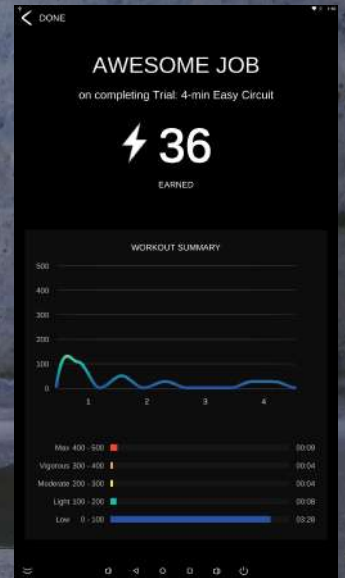 DONE
AWESOME JOB
on completing Trial: 4-min Easy Circuit
36
EARNED
WORKOUT SUMMARY
500
400
300
200
100
0
1 2 3 4
Max 400 - 500 00:09
Vigorous 300 - 400 00:04
Moderate 200 - 300 00:04
Light 100 - 200 00:08
Low 0 - 100 03:28